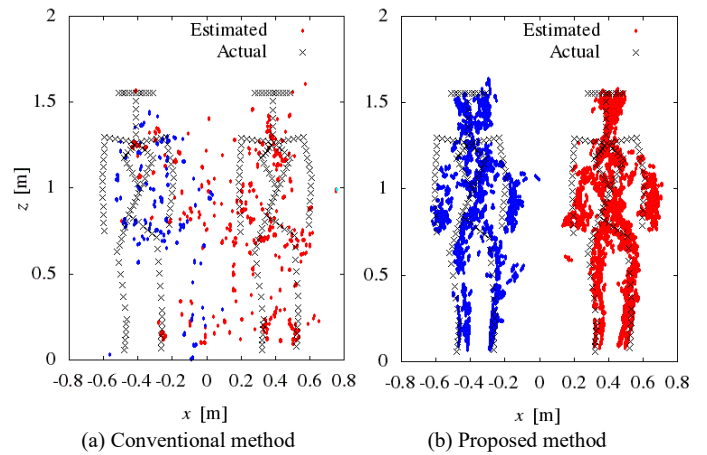 2
1.5
1
0.5
0
z [m]
Estimated
Actual
-0.8 -0.6 -0.4 -0.2 0 0.2 0.4 0.6 0.8
x [m]
(a) Conventional method
2
1.5
1
0.5
0
Estimated
Actual
-0.8 -0.6 -0.4 -0.2 0 0.2 0.4 0.6 0.8
x [m]
(b) Proposed method